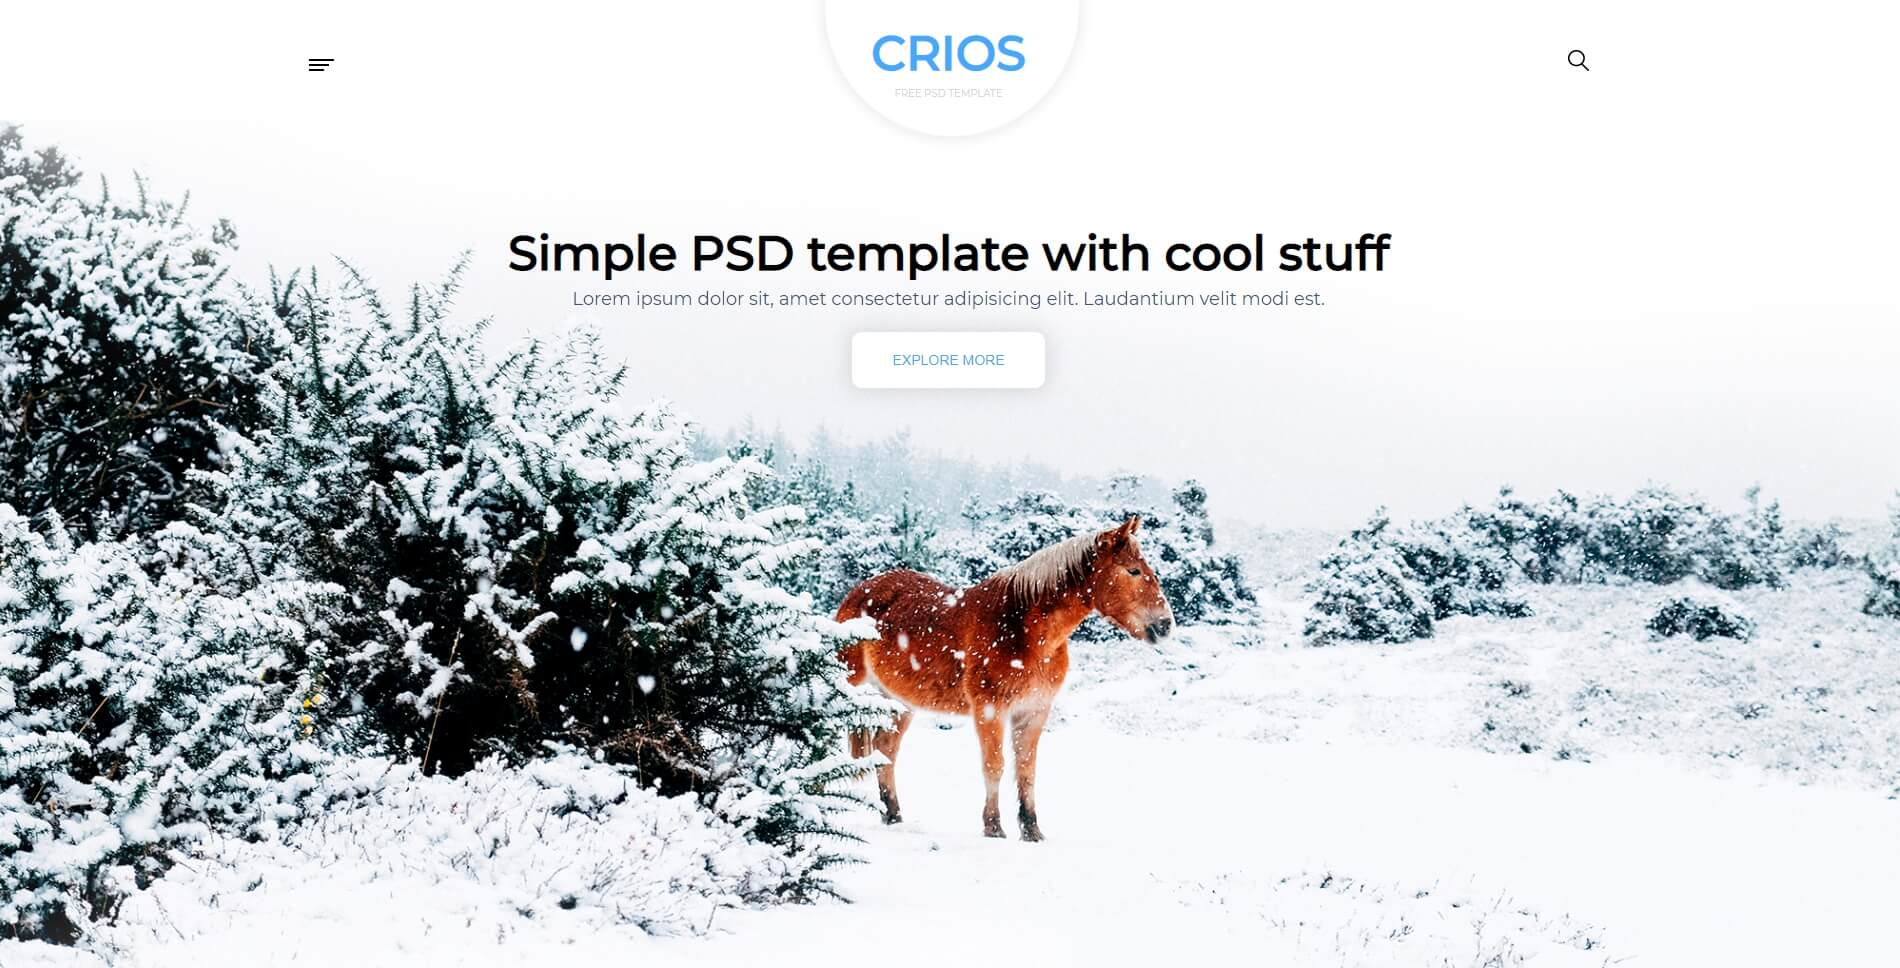 CRIOS
FREE PSD TEMPLATE
Simple PSD template with cool stuff
Lorem ipsum dolor sit, amet consectetur adipisicing elit. Laudantium velit modi est.
EXPLORE MORE